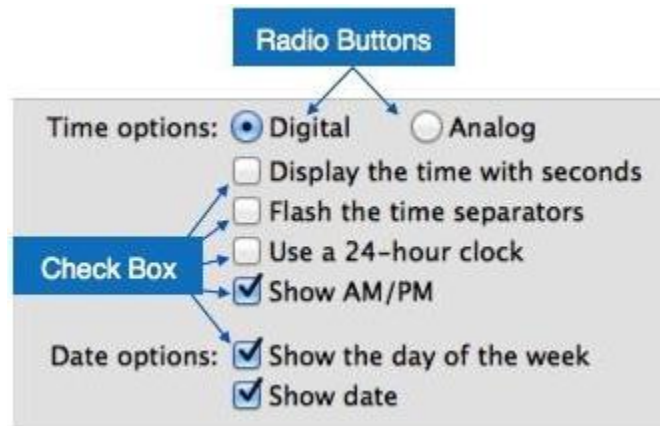 Radio Buttons
Time options: Digital Analog
Display the time with seconds
Flash the time separators
Use a 24-hour clock
Check Box
Show AM/PM
Date options: Show the day of the week
Show date